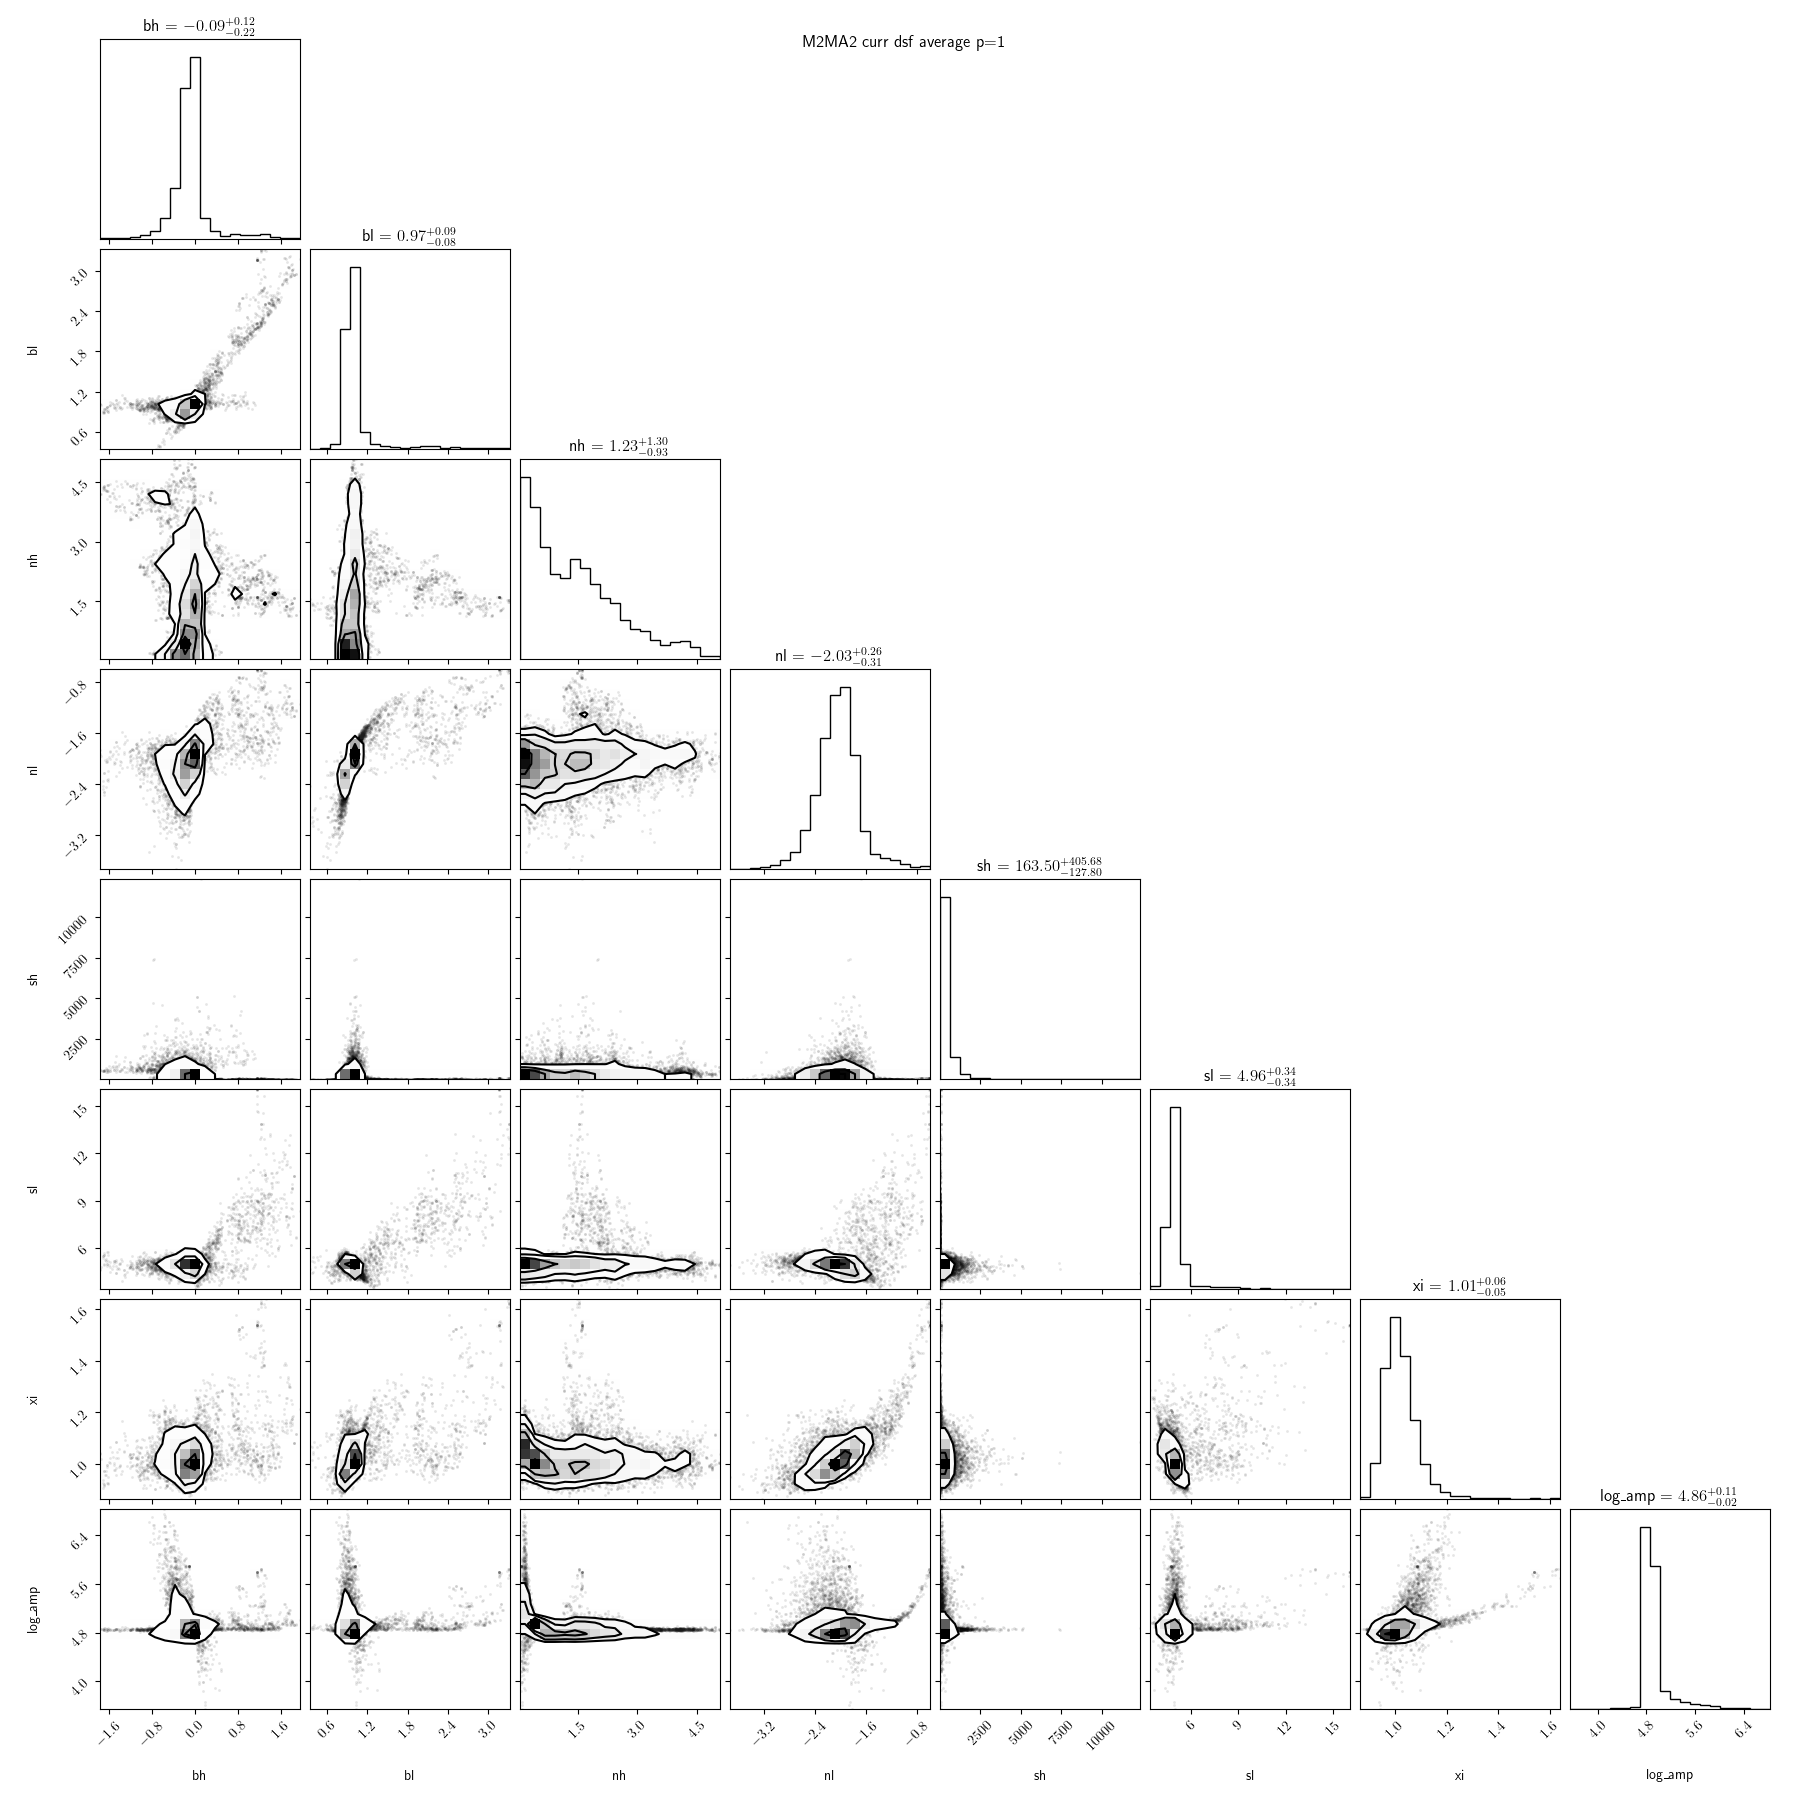 M2MA2 curr dsf average p=1
bh = −0.09 +0.12 −0.22
bl = 0.97 +0.09 −0.08
bl
3.0
2.4
1.8
1.2
0.6
nh = 1.23 +1.30 −0.93
nh
4.5
3.0
1.5
nl = −2.03 +0.26 −0.31
nl
−0.8
−1.6
−2.4
−3.2
sh = 163.50 +405.68 −127.80
sh
10000
7500
5000
2500
sl = 4.96 +0.34 −0.34
sl
15
12
9
6
xi = 1.01 +0.06 −0.05
xi
1.6
1.4
1.2
1.0
log_amp = 4.86 +0.11 −0.02
log_amp
6.4
5.6
4.8
4.0
−1.6 −0.8 0.0 0.8 1.6 0.6 1.2 1.8 2.4 3.0 1.5 3.0 4.5 −3.2 −2.4 −1.6 −0.8 2500 5000 7500 10000 6 9 12 15 1.0 1.2 1.4 1.6 4.0 4.8 5.6 6.4
bh bl nh nl sh sl xi log_amp